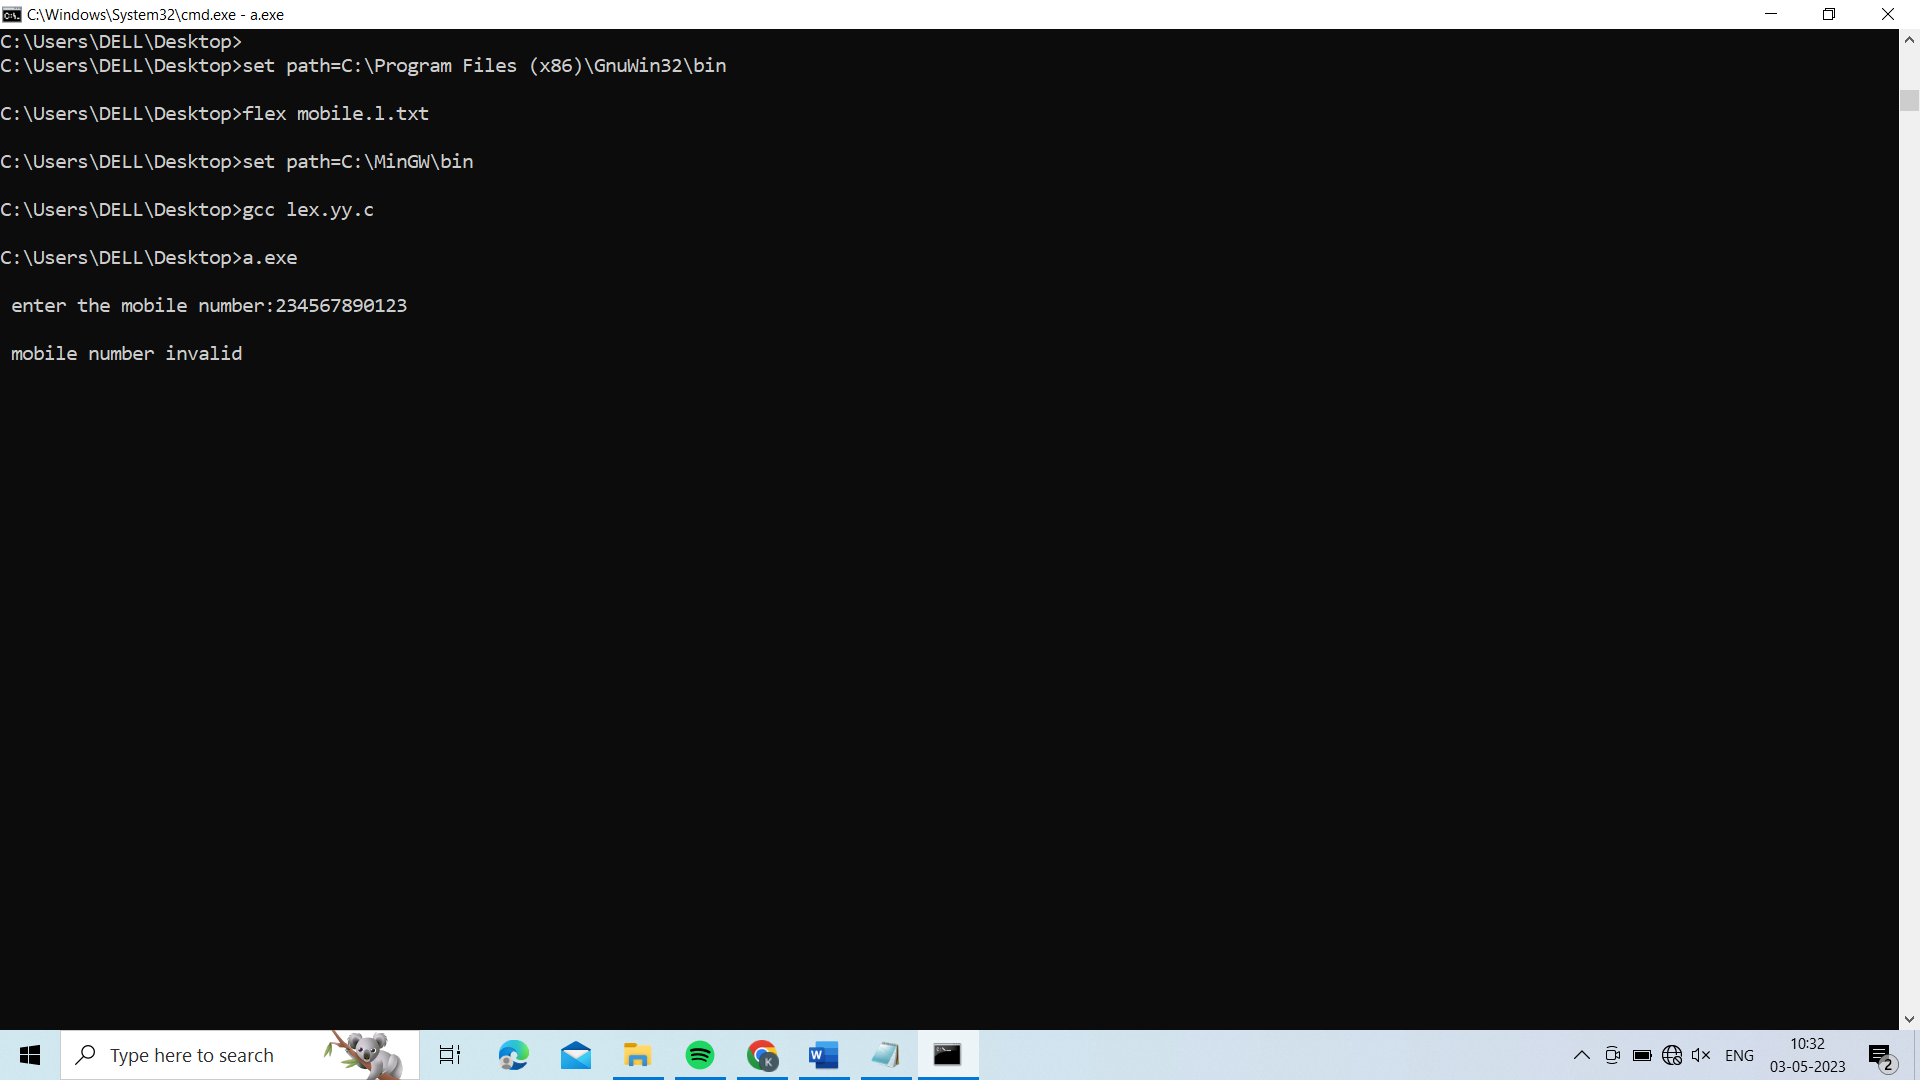 C:\Windows\System32\cmd.exe - a.exe
C:\Users\DELL\Desktop>
C:\Users\DELL\Desktop>set path=C:\Program Files (x86)\GnuWin32\bin
C:\Users\DELL\Desktop>flex mobile.l.txt
C:\Users\DELL\Desktop>set path=C:\MinGW\bin
C:\Users\DELL\Desktop>gcc lex.yy.c
C:\Users\DELL\Desktop>a.exe
enter the mobile number:234567890123
mobile number invalid
Type here to search
K
W
ENG
10:32
03-05-2023
2